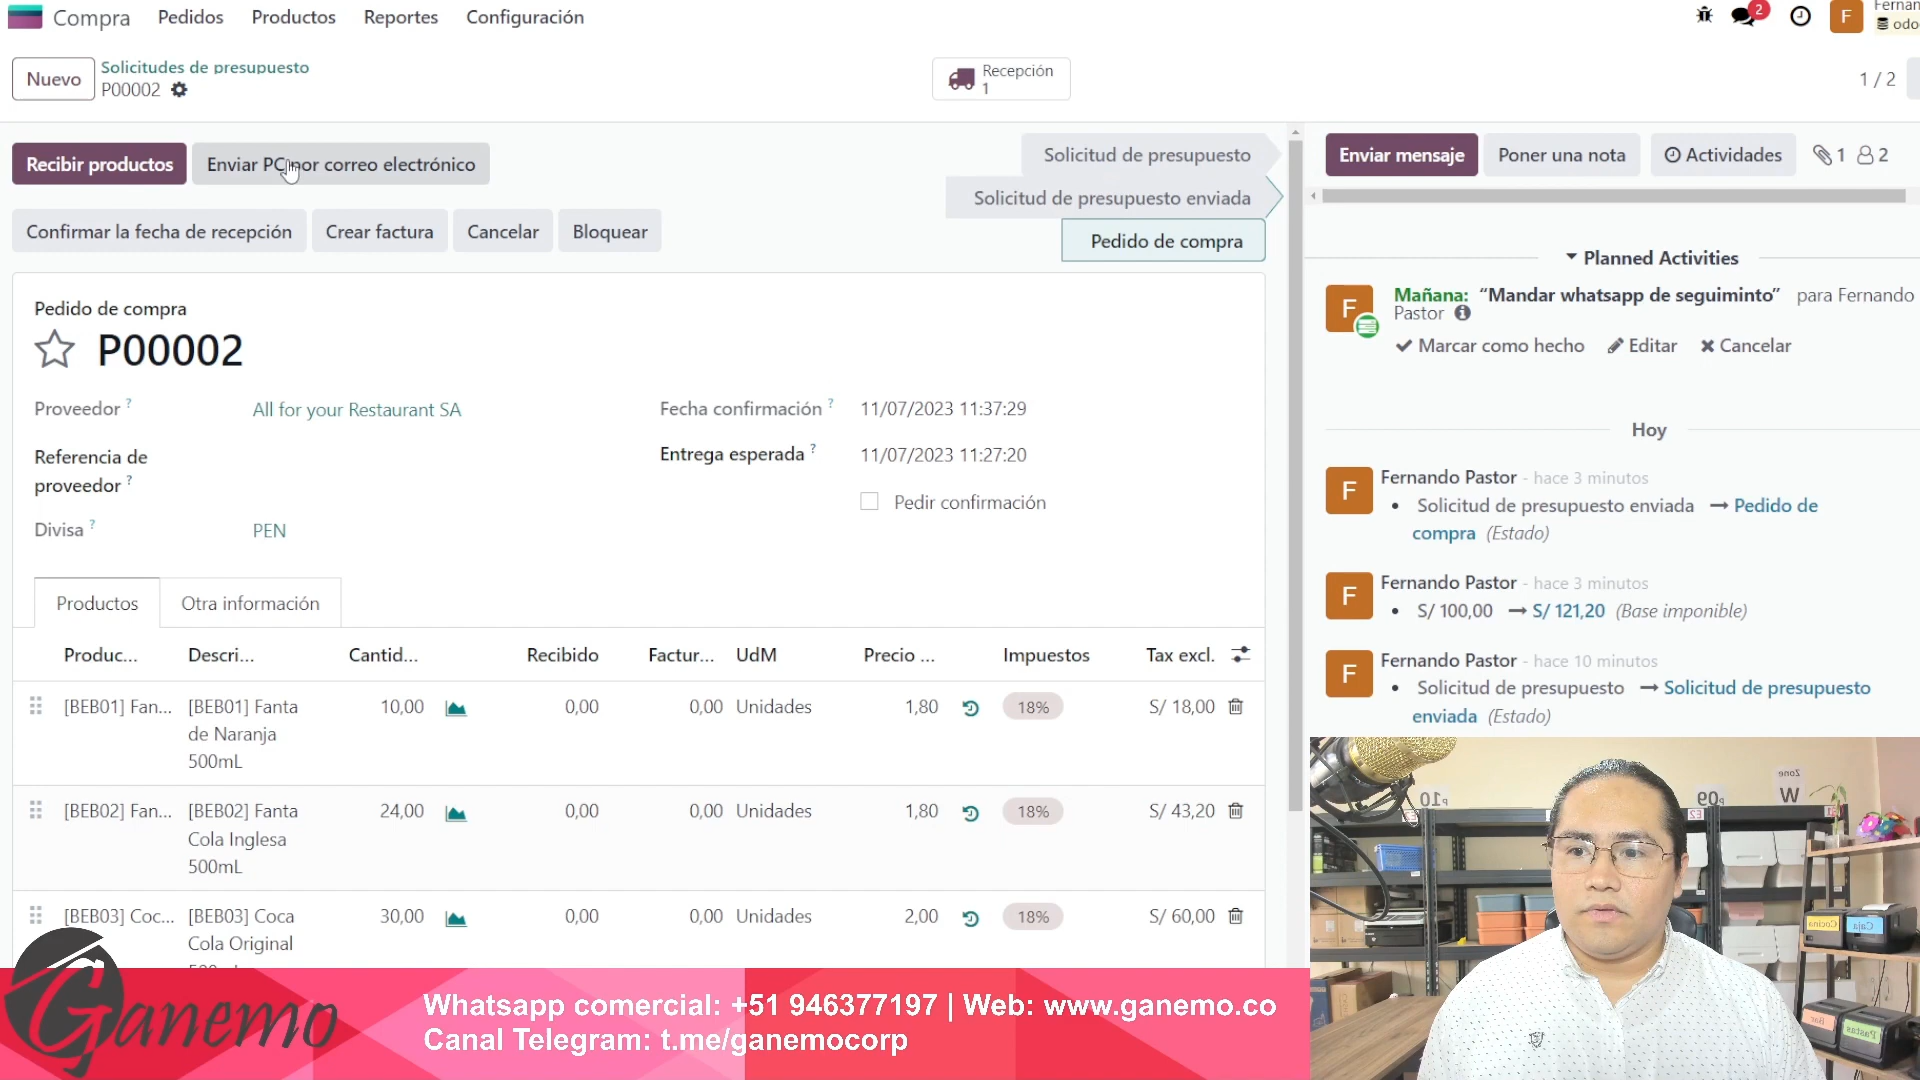 Compra Pedidos Productos Reportes Configuración
2
F
Fernan
odo
Nuevo
Solicitudes de presupuesto
P00002
Recepción
1
1 / 2
Recibir productos
Enviar PC por correo electrónico
Confirmar la fecha de recepción
Crear factura
Cancelar
Bloquear
Solicitud de presupuesto
Solicitud de presupuesto enviada
Pedido de compra
Pedido de compra
P00002
Proveedor ?
All for your Restaurant SA
Referencia de
proveedor ?
Divisa ?
PEN
Fecha confirmación ?
11/07/2023 11:37:29
Entrega esperada ?
11/07/2023 11:27:20
Pedir confirmación
Productos
Otra información
Produc... Descri... Cantid... Recibido Factur... UdM Precio ... Impuestos Tax excl.
[BEB01] Fan... [BEB01] Fanta 10,00 0,00 0,00 Unidades 1,80 18% S/ 18,00
de Naranja
500mL
[BEB02] Fan... [BEB02] Fanta 24,00 0,00 0,00 Unidades 1,80 18% S/ 43,20
Cola Inglesa
500mL
[BEB03] Coc... [BEB03] Coca 30,00 0,00 0,00 Unidades 2,00 18% S/ 60,00
Cola Original
Enviar mensaje
Poner una nota
Actividades
1
2
Planned Activities
F
Mañana: “Mandar whatsapp de seguiminto” para Fernando
Pastor
Marcar como hecho
Editar
Cancelar
Hoy
F
Fernando Pastor - hace 3 minutos
• Solicitud de presupuesto enviada → Pedido de
compra (Estado)
F
Fernando Pastor - hace 3 minutos
• S/ 100,00 → S/ 121,20 (Base imponible)
F
Fernando Pastor - hace 10 minutos
• Solicitud de presupuesto → Solicitud de presupuesto
enviada (Estado)
Zone
W
P10
P09
E2
Cocina
Caja
Bar
Pastas
Ganemo
Whatsapp comercial: +51 946377197 | Web: www.ganemo.co
Canal Telegram: t.me/ganemocorp